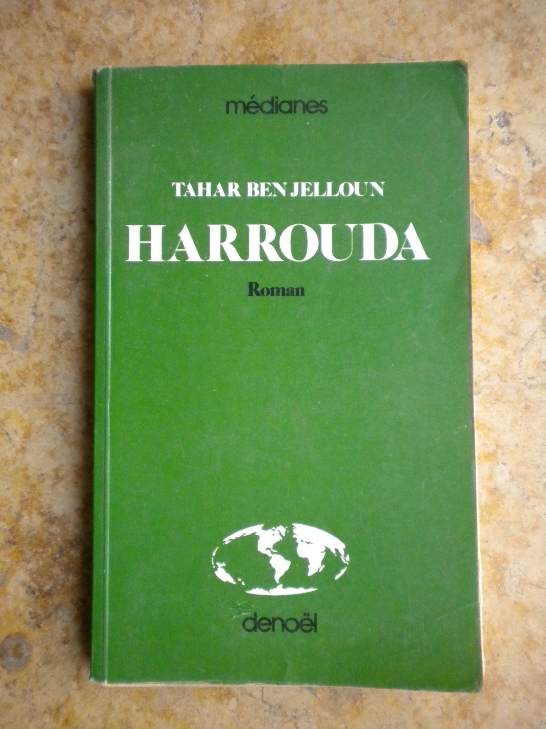 médianes
TAHAR BEN JELLOUN
HARROUDA
Roman
denoël